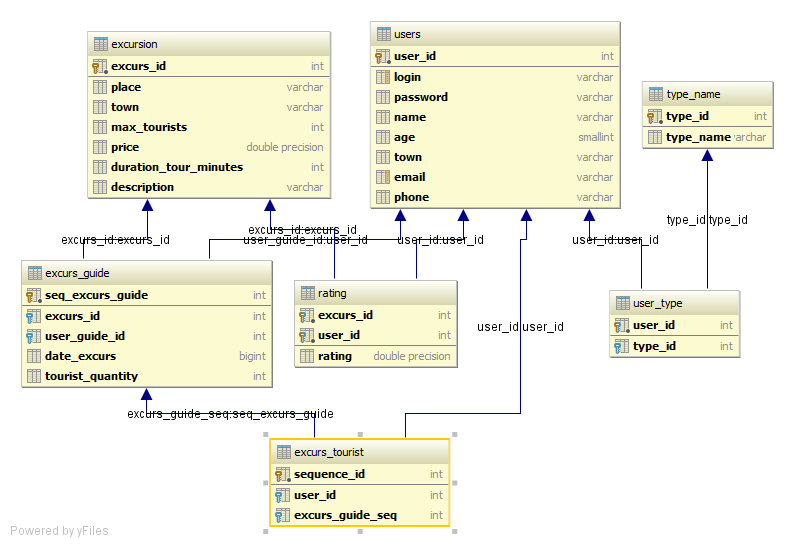 excursion
excurs_id int
place varchar
town varchar
max_tourists int
price double precision
duration_tour_minutes int
description varchar
users
user_id int
login varchar
password varchar
name varchar
age smallint
town varchar
email varchar
phone varchar
type_name
type_id int
type_name varchar
excurs_id:excurs_id
excurs_id:excurs_id
user_guide_id:user_id
user_id:user_id
user_id:user_id
type_id:type_id
excurs_guide
seq_excurs_guide int
excurs_id int
user_guide_id int
date_excurs bigint
tourist_quantity int
rating
excurs_id int
user_id int
rating double precision
user_type
user_id int
type_id int
user_id:user_id
excurs_guide_seq:seq_excurs_guide
excurs_tourist
sequence_id int
user_id int
excurs_guide_seq int
Powered by yFiles